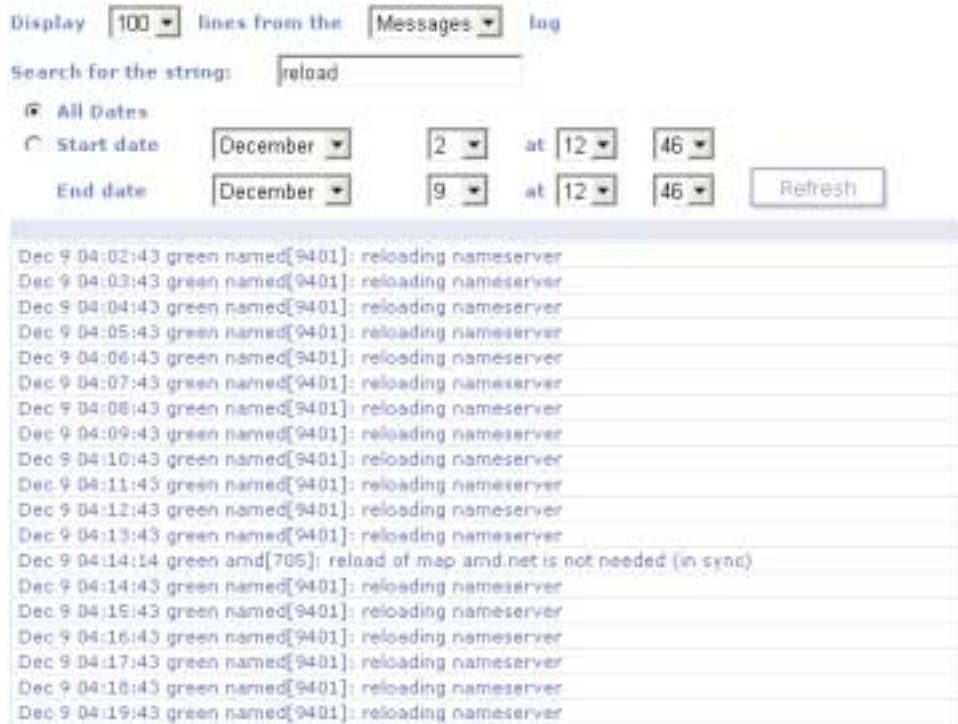 Display 100 lines from the Messages log
Search for the string: reload
All Dates
Start date December 2 at 12 46
End date December 9 at 12 46 Refresh
Dec 9 04:02:43 green named[9401]: reloading nameserver
Dec 9 04:03:43 green named[9401]: reloading nameserver
Dec 9 04:04:43 green named[9401]: reloading nameserver
Dec 9 04:05:43 green named[9401]: reloading nameserver
Dec 9 04:06:43 green named[9401]: reloading nameserver
Dec 9 04:07:43 green named[9401]: reloading nameserver
Dec 9 04:08:43 green named[9401]: reloading nameserver
Dec 9 04:09:43 green named[9401]: reloading nameserver
Dec 9 04:10:43 green named[9401]: reloading nameserver
Dec 9 04:11:43 green named[9401]: reloading nameserver
Dec 9 04:12:43 green named[9401]: reloading nameserver
Dec 9 04:13:43 green named[9401]: reloading nameserver
Dec 9 04:14:14 green amd[705]: reload of map amd.net is not needed (in sync)
Dec 9 04:14:43 green named[9401]: reloading nameserver
Dec 9 04:15:43 green named[9401]: reloading nameserver
Dec 9 04:16:43 green named[9401]: reloading nameserver
Dec 9 04:17:43 green named[9401]: reloading nameserver
Dec 9 04:18:43 green named[9401]: reloading nameserver
Dec 9 04:19:43 green named[9401]: reloading nameserver